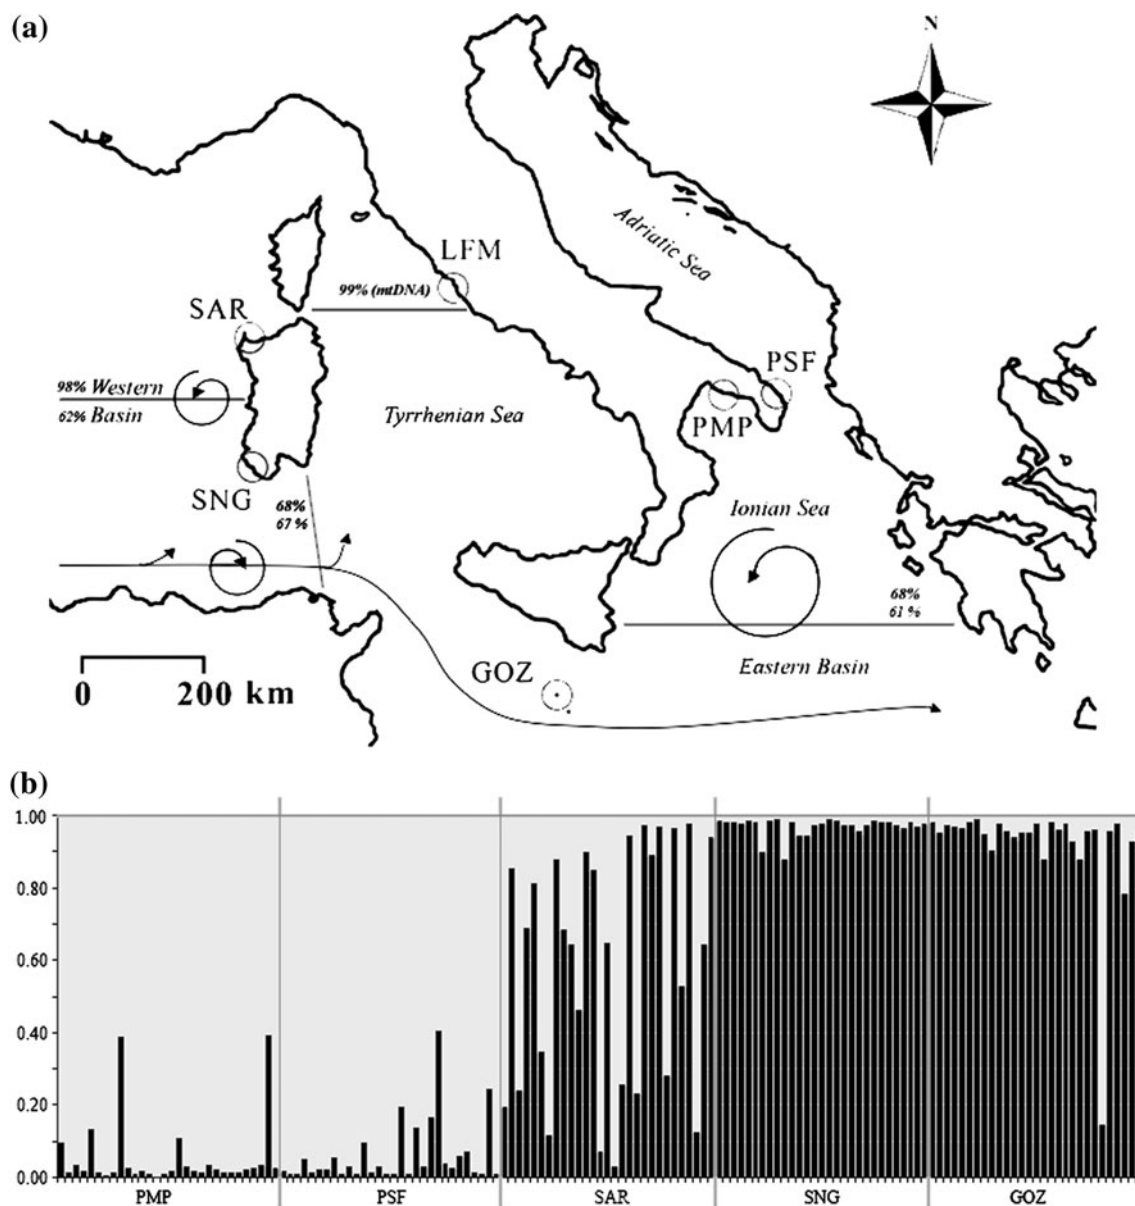 (a)
N
Adriatic Sea
LFM
99% (mtDNA)
SAR
PSF
98% Western
62% Basin
Tyrrhenian Sea
PMP
SNG
68%
67 %
Ionian Sea
68%
61 %
GOZ
Eastern Basin
0 200 km
(b)
1.00
0.80
0.60
0.40
0.20
0.00
PMP PSF SAR SNG GOZ